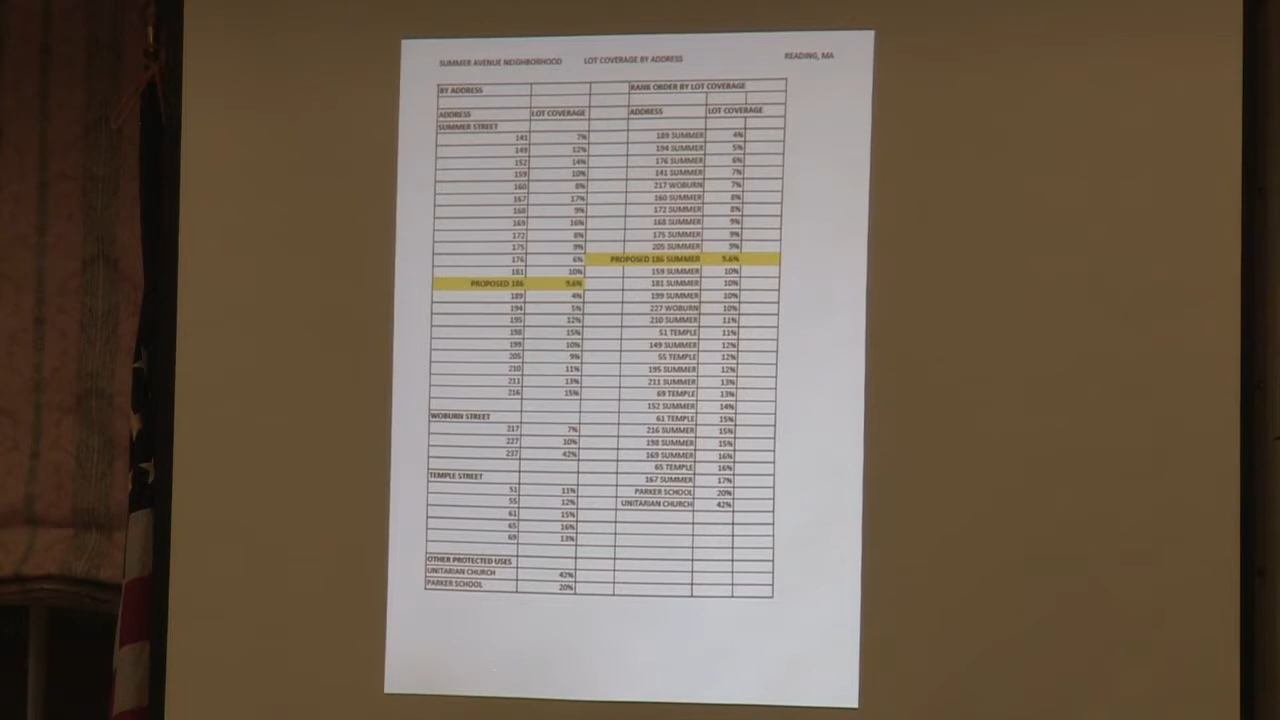 SUMMER AVENUE NEIGHBORHOOD LOT COVERAGE BY ADDRESS READING, MA
BY ADDRESS RANK ORDER BY LOT COVERAGE
ADDRESS LOT COVERAGE ADDRESS LOT COVERAGE
SUMMER STREET
141 7% 189 SUMMER 4%
149 12% 194 SUMMER 5%
152 14% 176 SUMMER 6%
159 10% 141 SUMMER 7%
160 8% 217 WOBURN 7%
167 17% 160 SUMMER 8%
168 9% 172 SUMMER 8%
169 16% 168 SUMMER 9%
172 8% 175 SUMMER 9%
175 9% 205 SUMMER 9%
176 6% PROPOSED 186 SUMMER 9.6%
181 10% 159 SUMMER 10%
PROPOSED 186 9.6% 181 SUMMER 10%
189 4% 199 SUMMER 10%
194 5% 227 WOBURN 10%
195 12% 210 SUMMER 11%
198 15% 51 TEMPLE 11%
199 10% 149 SUMMER 12%
205 9% 55 TEMPLE 12%
210 11% 195 SUMMER 12%
211 13% 211 SUMMER 13%
216 15% 69 TEMPLE 13%
152 SUMMER 14%
WOBURN STREET 61 TEMPLE 15%
217 7% 216 SUMMER 15%
227 10% 198 SUMMER 15%
237 42% 169 SUMMER 16%
65 TEMPLE 16%
TEMPLE STREET 167 SUMMER 17%
51 11% PARKER SCHOOL 20%
55 12% UNITARIAN CHURCH 42%
61 15%
65 16%
69 13%
OTHER PROTECTED USES
UNITARIAN CHURCH 42%
PARKER SCHOOL 20%